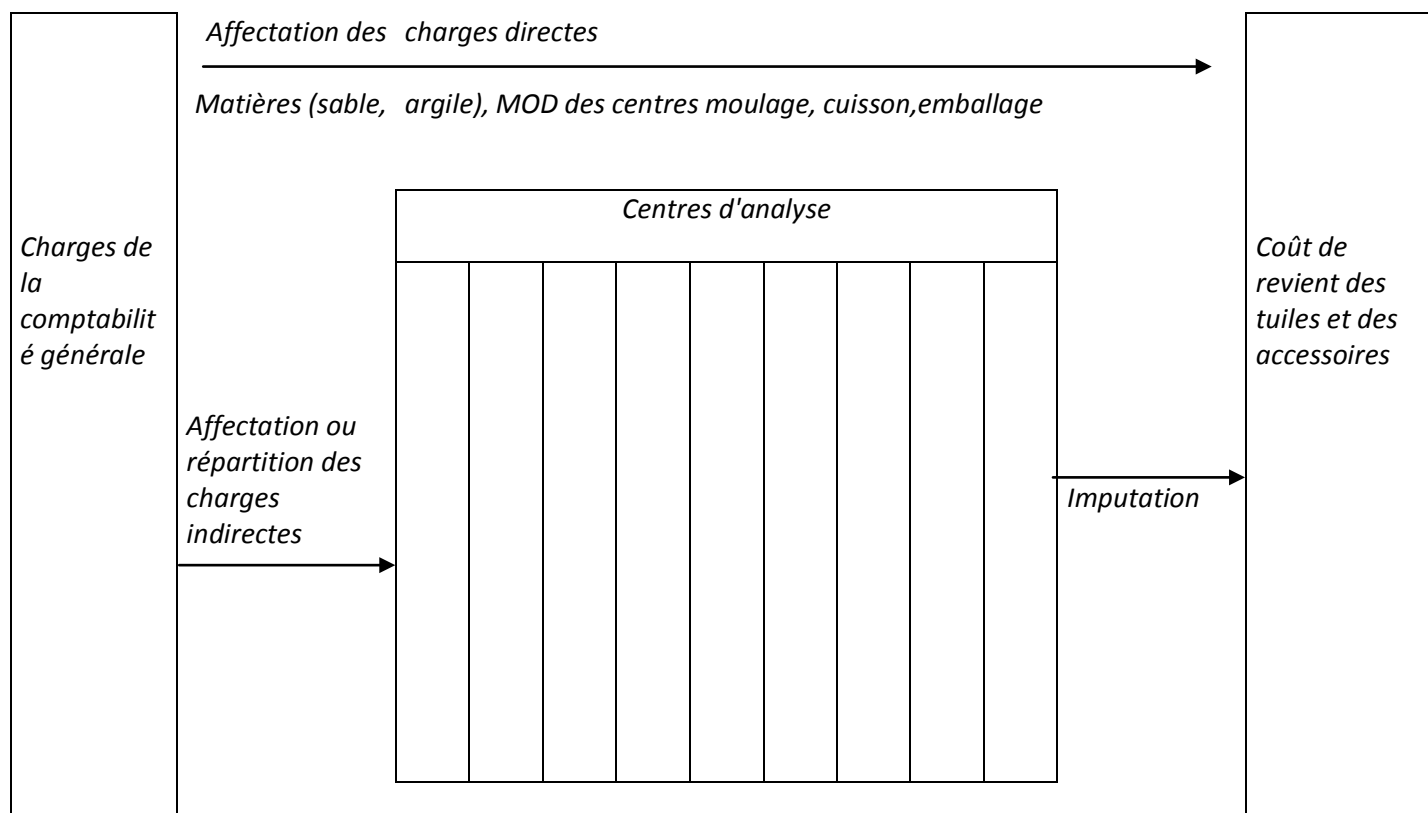 Affectation des charges directes
Matières (sable, argile), MOD des centres moulage, cuisson,emballage
Centres d'analyse
Charges de
la
comptabilit
é générale
Coût de
revient des
tuiles et des
accessoires
Affectation ou
répartition des
charges
indirectes
Imputation